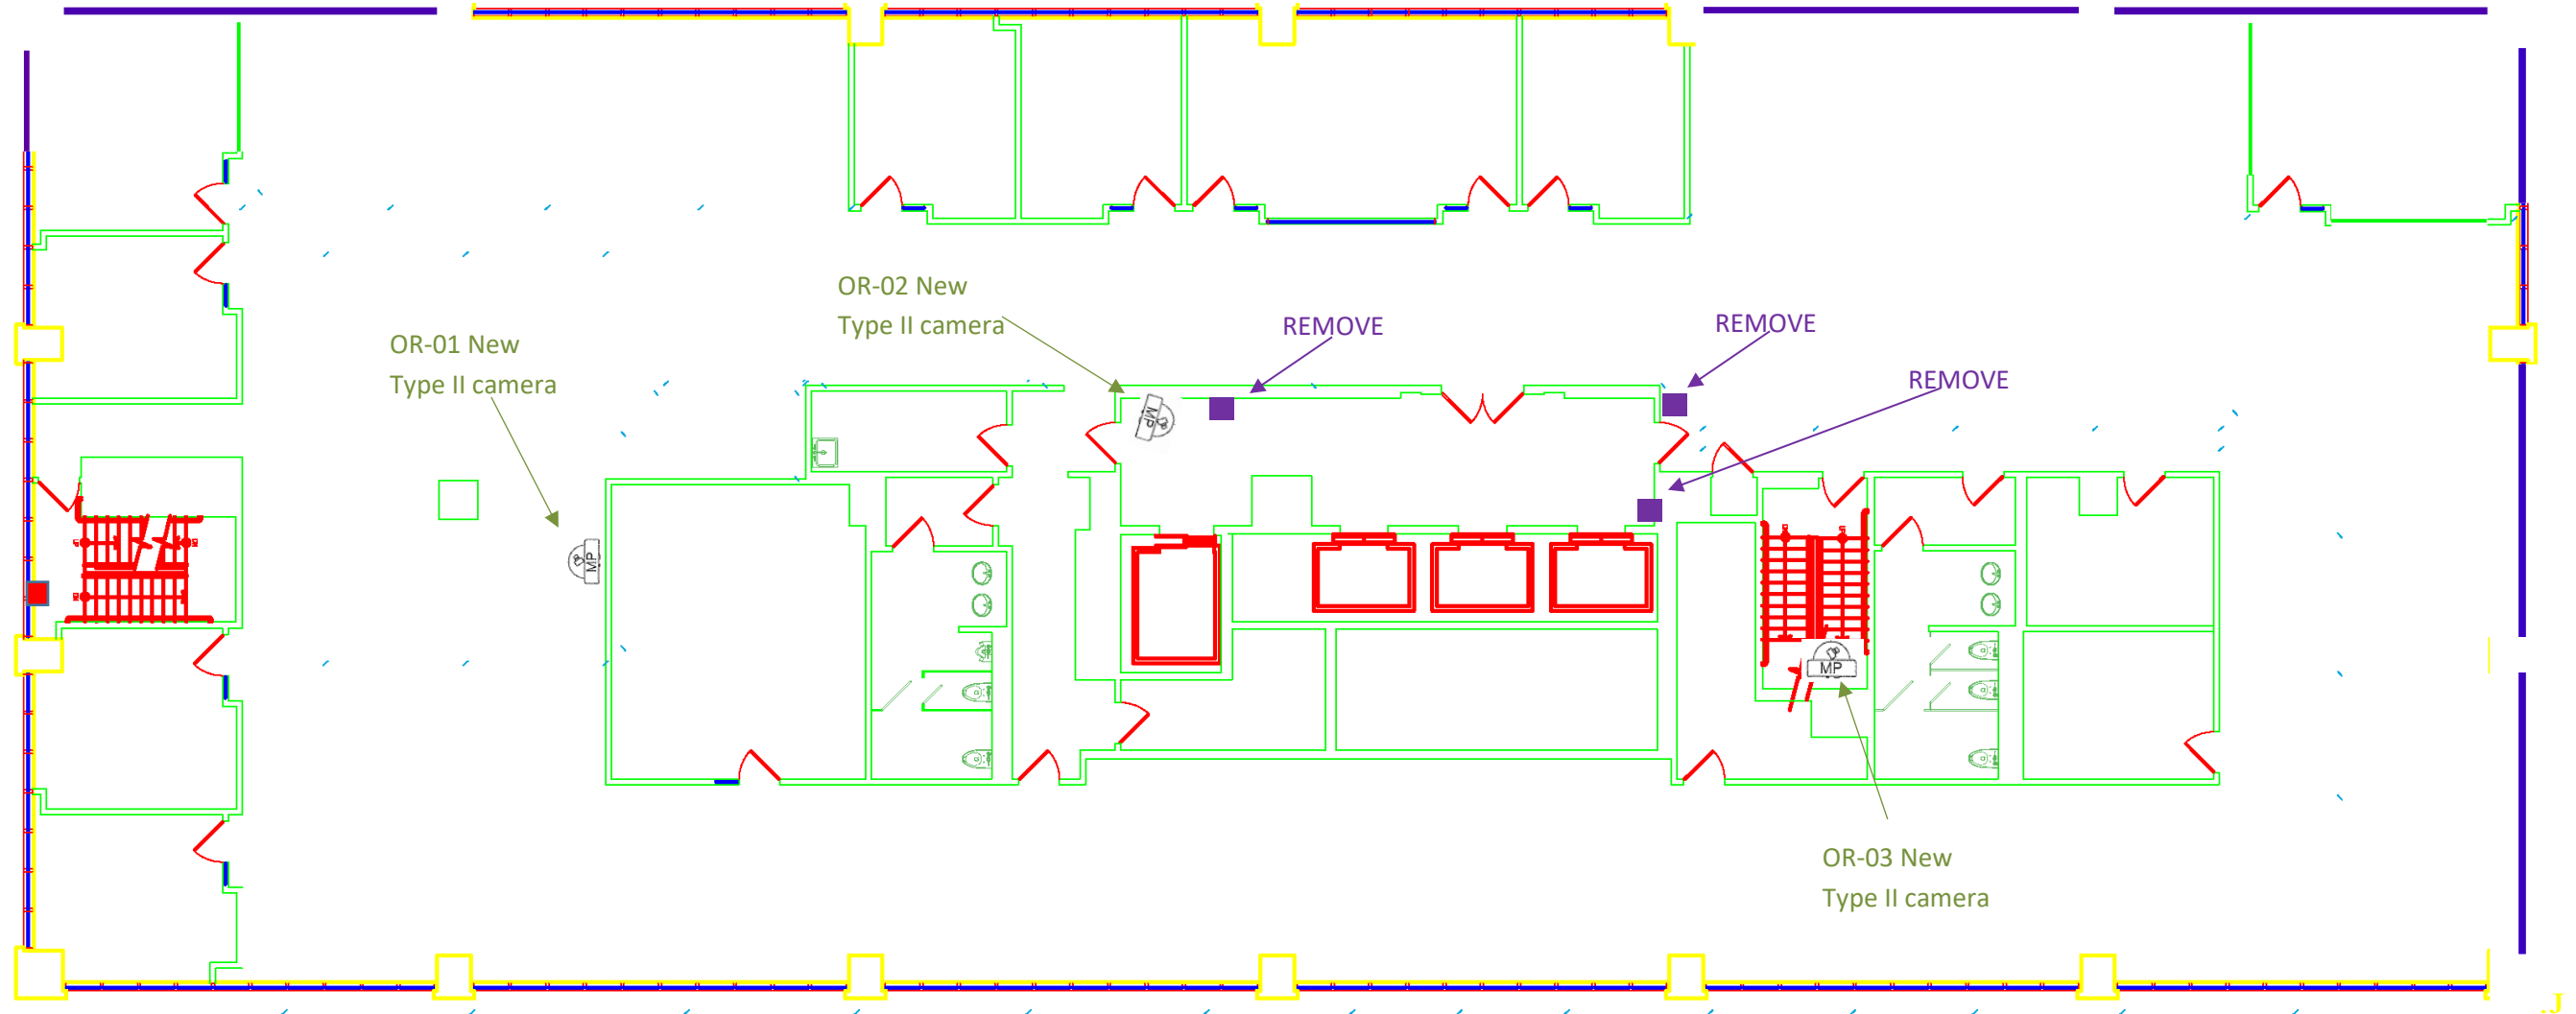 OR-02 New
Type II camera
REMOVE
REMOVE
OR-01 New
Type II camera
REMOVE
MP
MP
MP
OR-03 New
Type II camera
.J